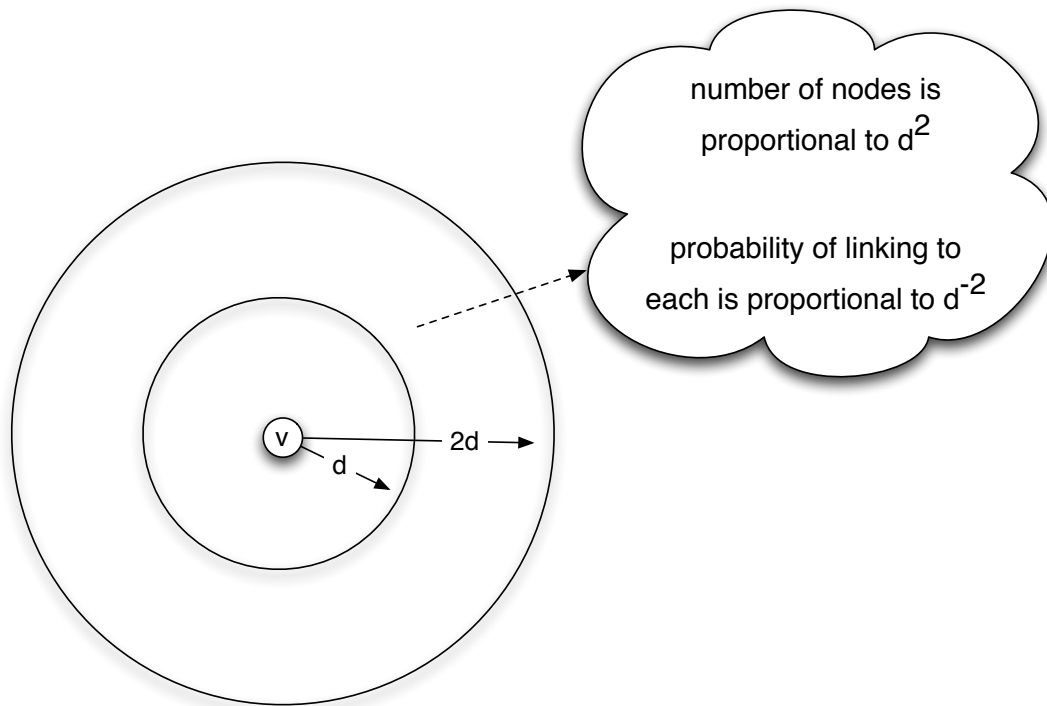 number of nodes is
proportional to d²
probability of linking to
each is proportional to d⁻²
v
2d
d